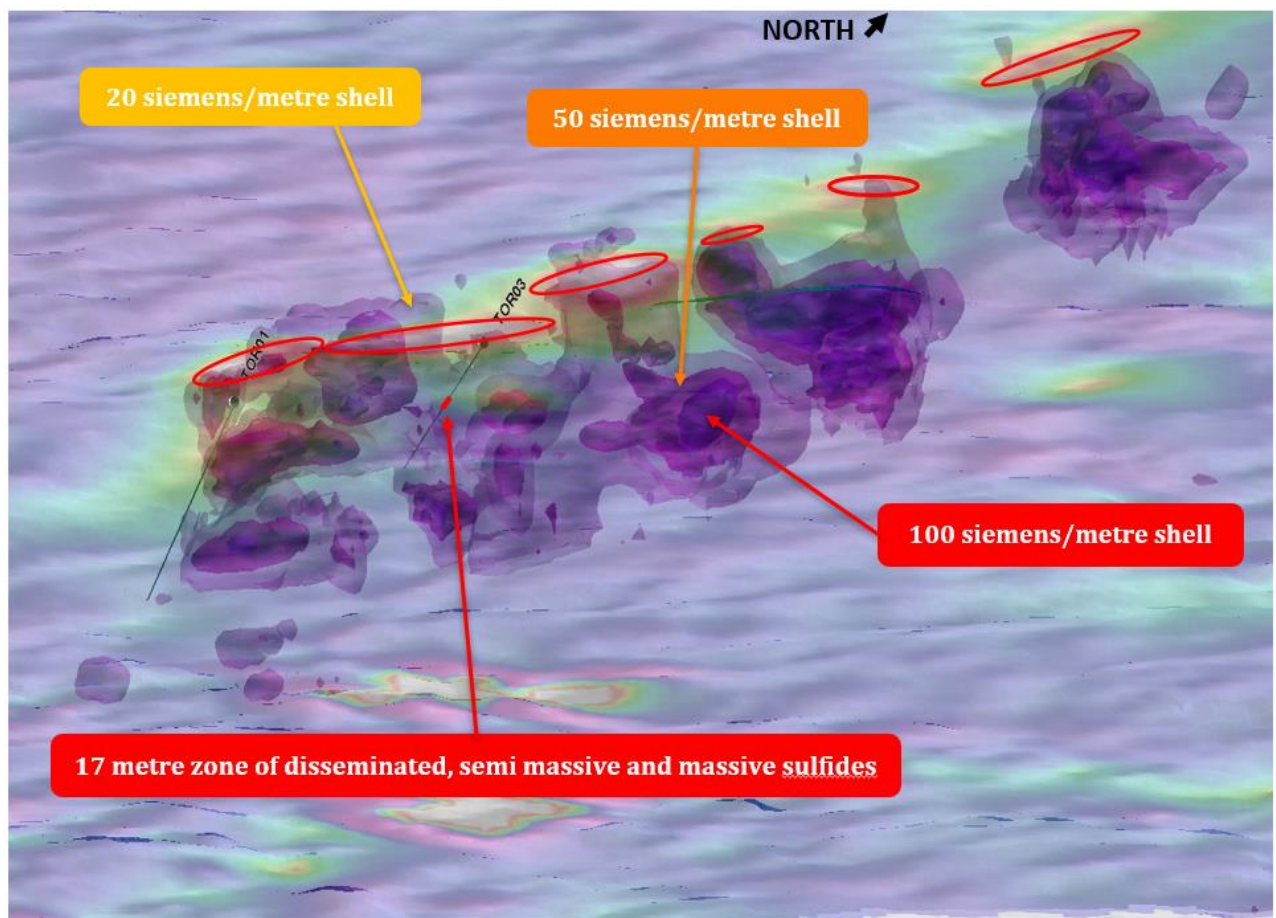 NORTH
20 siemens/metre shell
50 siemens/metre shell
TOR03
TOR01
100 siemens/metre shell
17 metre zone of disseminated, semi massive and massive sulfides